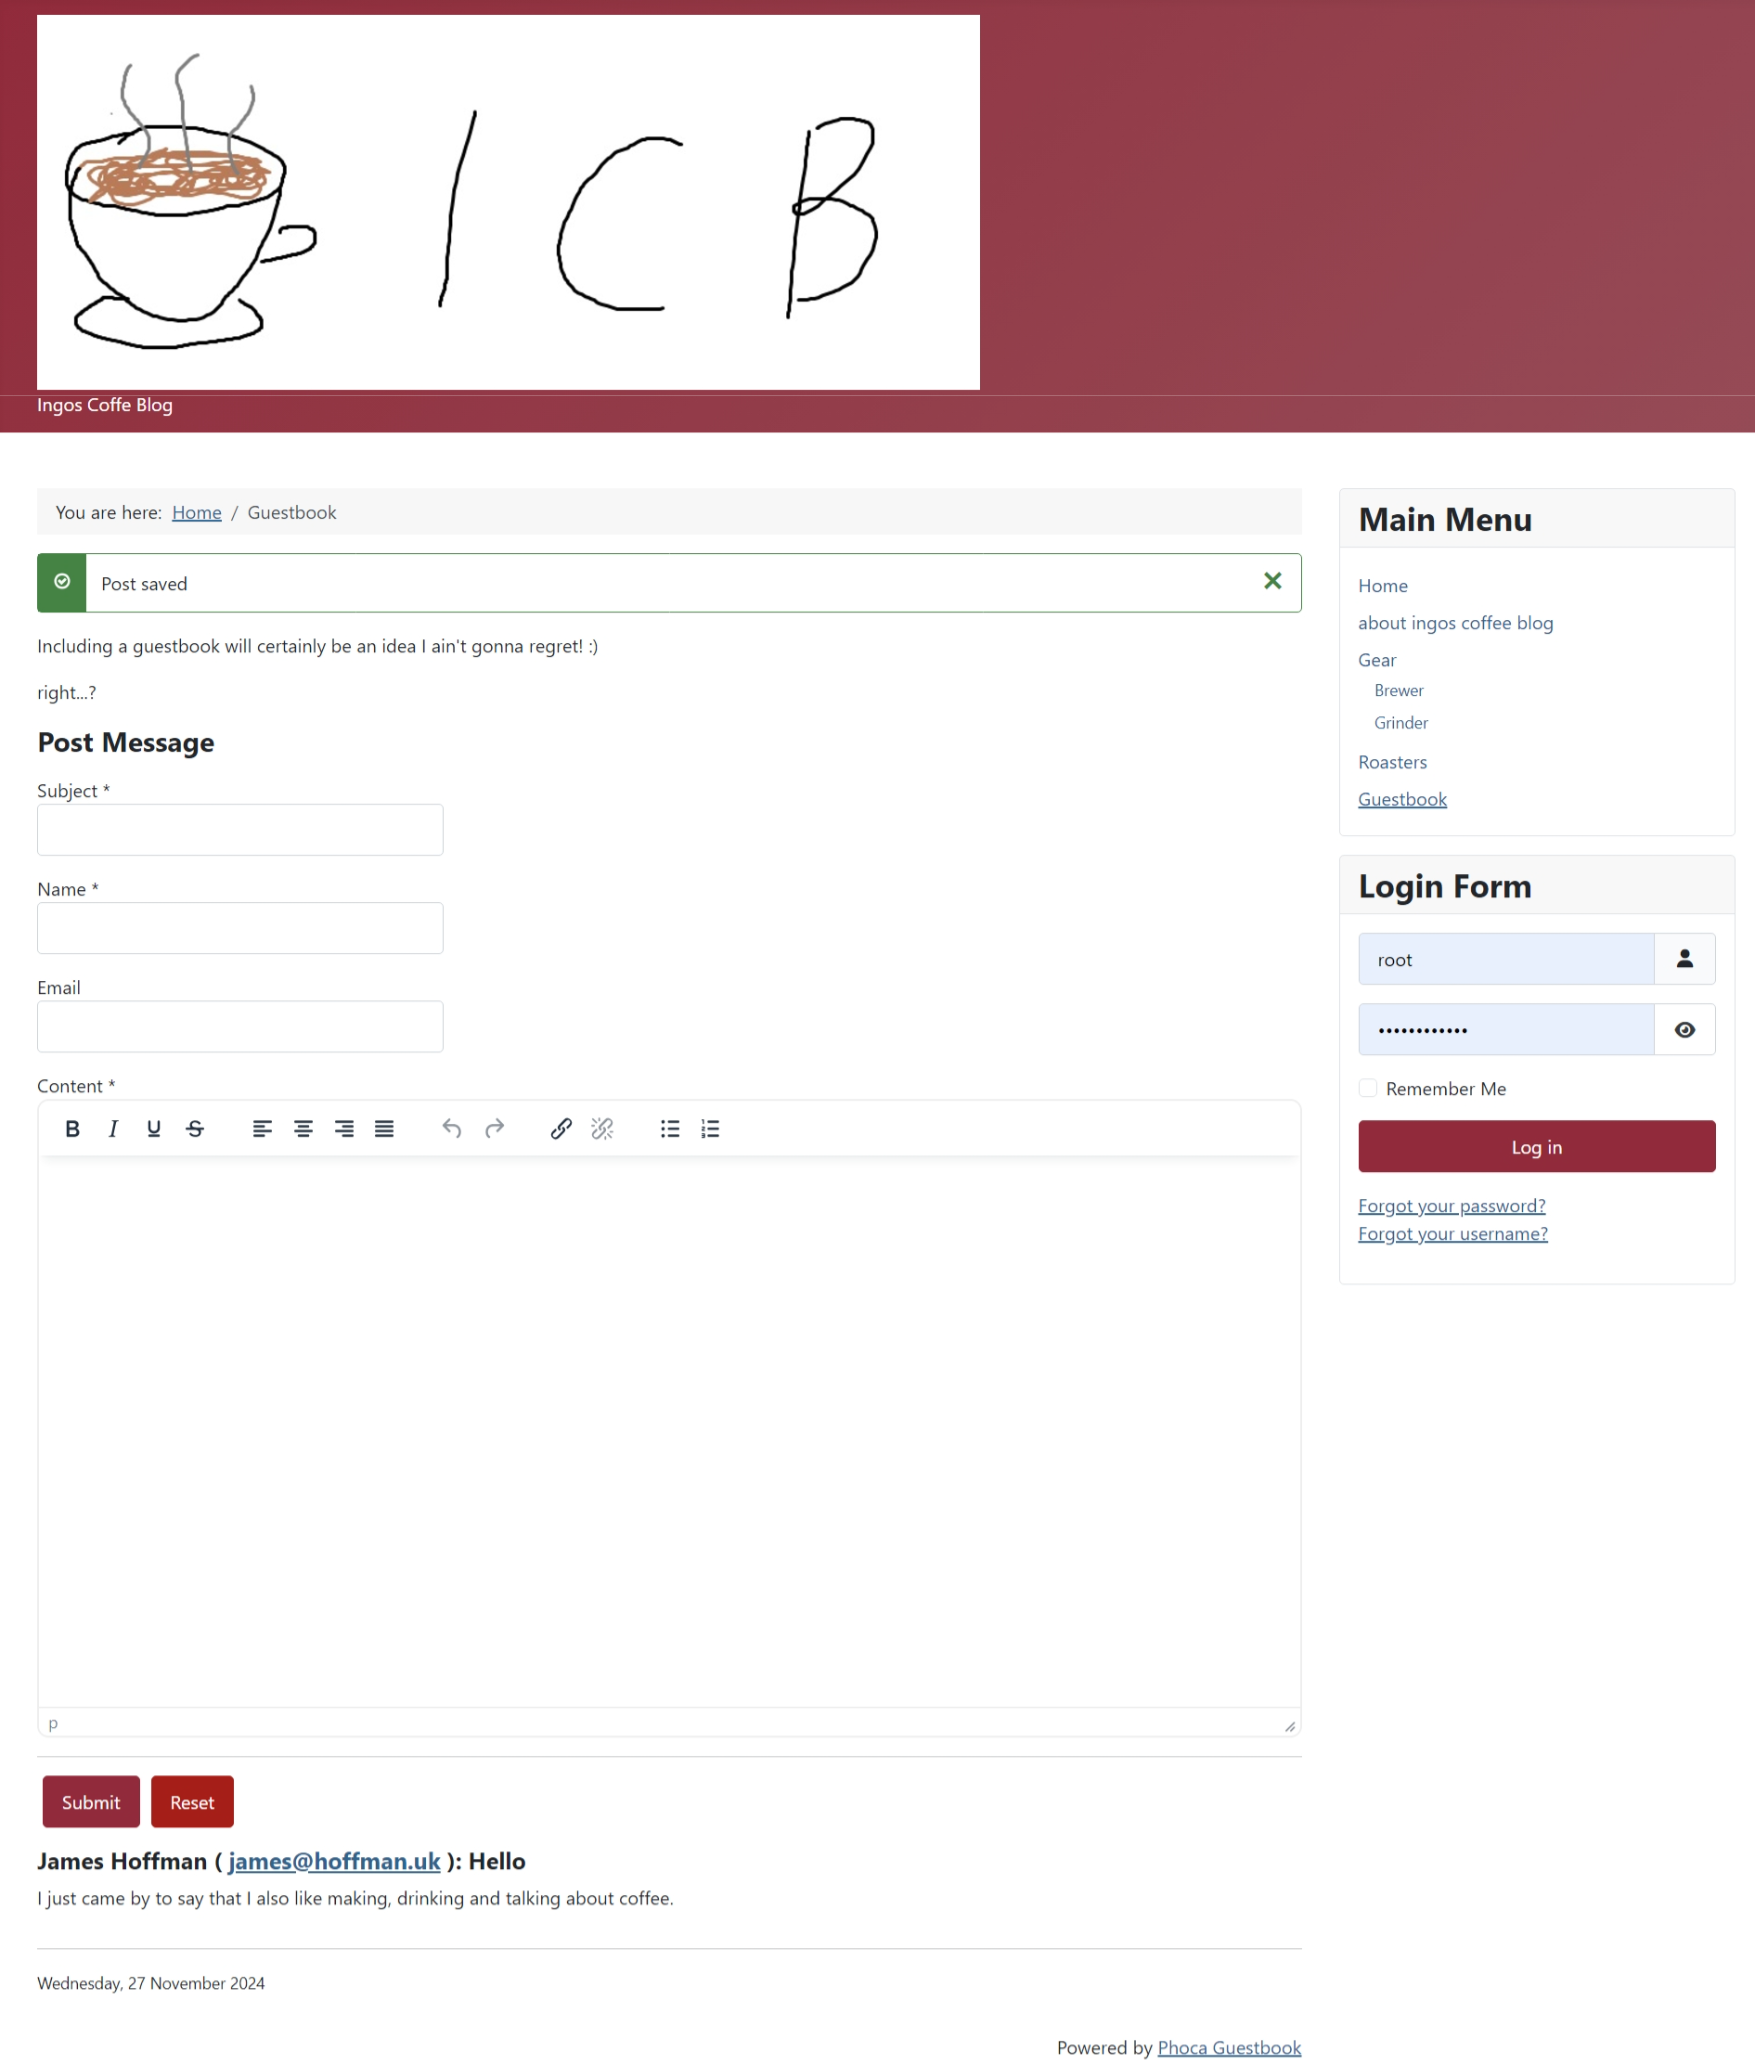 I C B
Ingos Coffe Blog
You are here: Home / Guestbook
Post saved
Including a guestbook will certainly be an idea I ain't gonna regret! :)
right...?
Post Message
Subject *
Name *
Email
Content *
B I U S
p
Submit Reset
James Hoffman ( james@hoffman.uk ): Hello
I just came by to say that I also like making, drinking and talking about coffee.
Wednesday, 27 November 2024
Powered by Phoca Guestbook
Main Menu
Home
about ingos coffee blog
Gear
Brewer
Grinder
Roasters
Guestbook
Login Form
root
••••••••••••
Remember Me
Log in
Forgot your password?
Forgot your username?